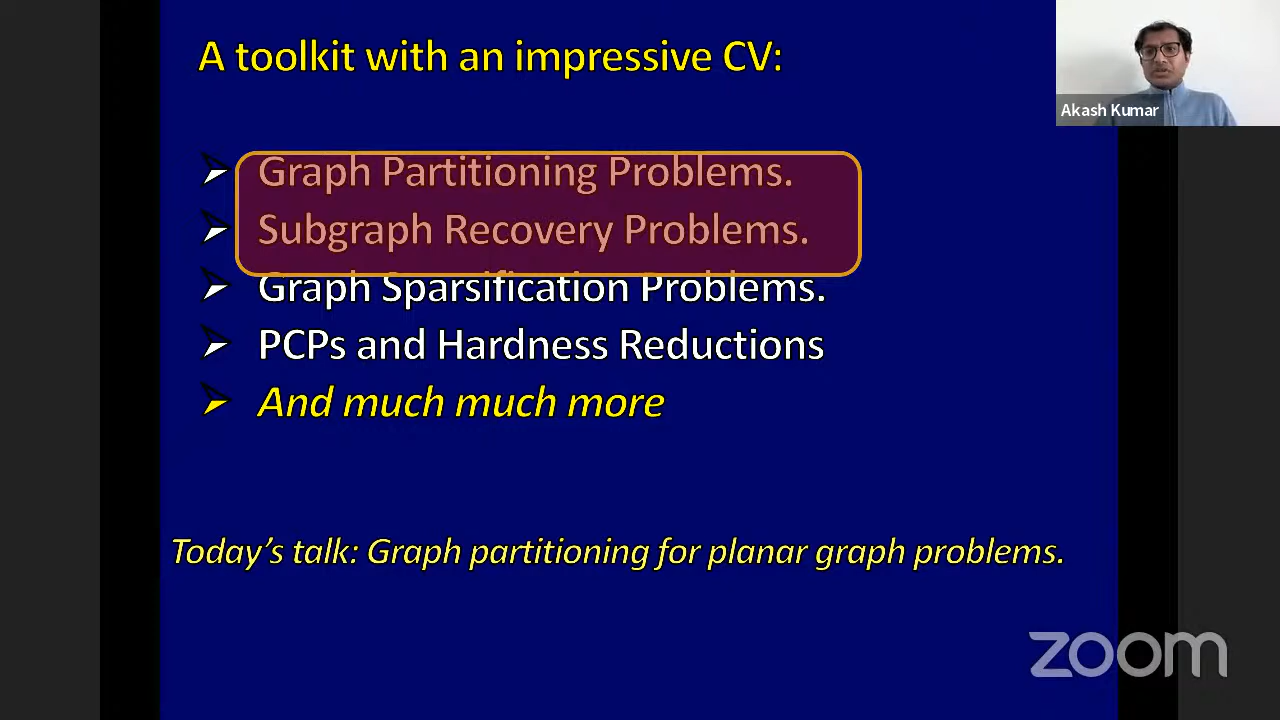 A toolkit with an impressive CV:
Akash Kumar
Graph Partitioning Problems.
Subgraph Recovery Problems.
Graph Sparsification Problems.
PCPs and Hardness Reductions
And much much more
Today's talk: Graph partitioning for planar graph problems.
zoom